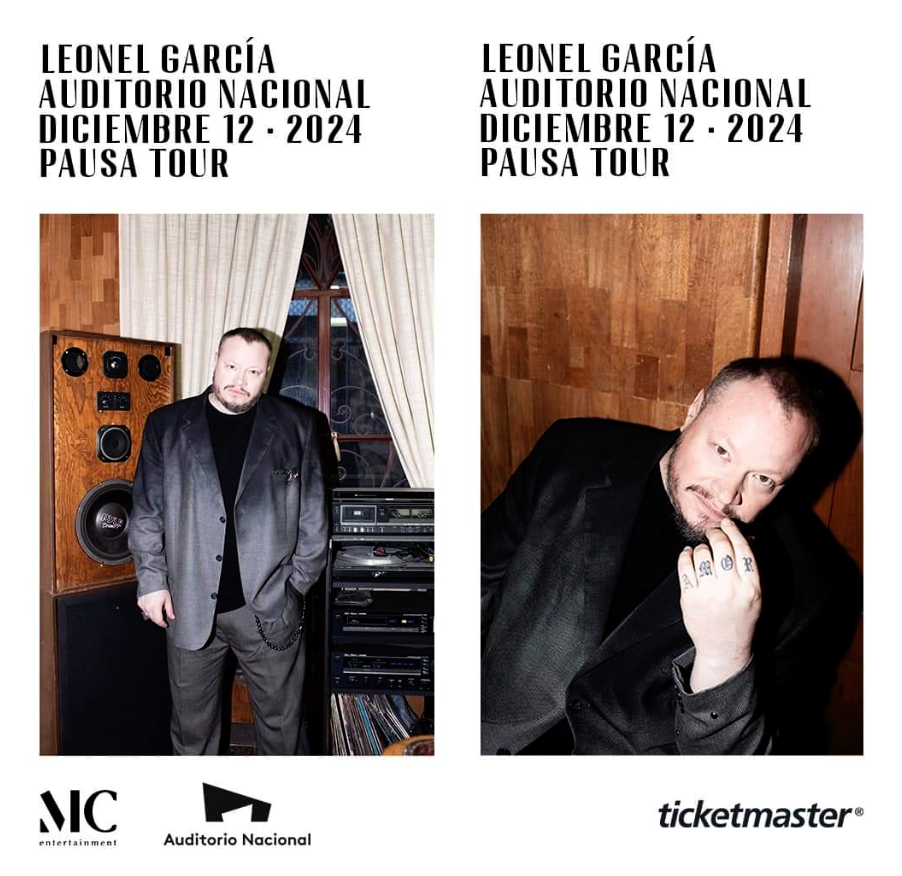 LEONEL GARCÍA
AUDITORIO NACIONAL
DICIEMBRE 12 · 2024
PAUSA TOUR
LEONEL GARCÍA
AUDITORIO NACIONAL
DICIEMBRE 12 · 2024
PAUSA TOUR
PYLE
AMOR
MC
entertainment
Auditorio Nacional
ticketmaster®